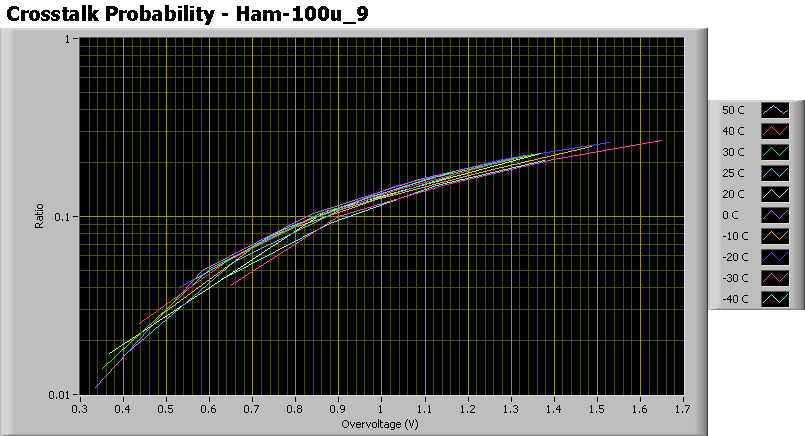 Crosstalk Probability - Ham-100u_9
1
0.1
0.01
Ratio
0.3 0.4 0.5 0.6 0.7 0.8 0.9 1 1.1 1.2 1.3 1.4 1.5 1.6 1.7
Overvoltage (V)
50 C
40 C
30 C
25 C
20 C
0 C
-10 C
-20 C
-30 C
-40 C